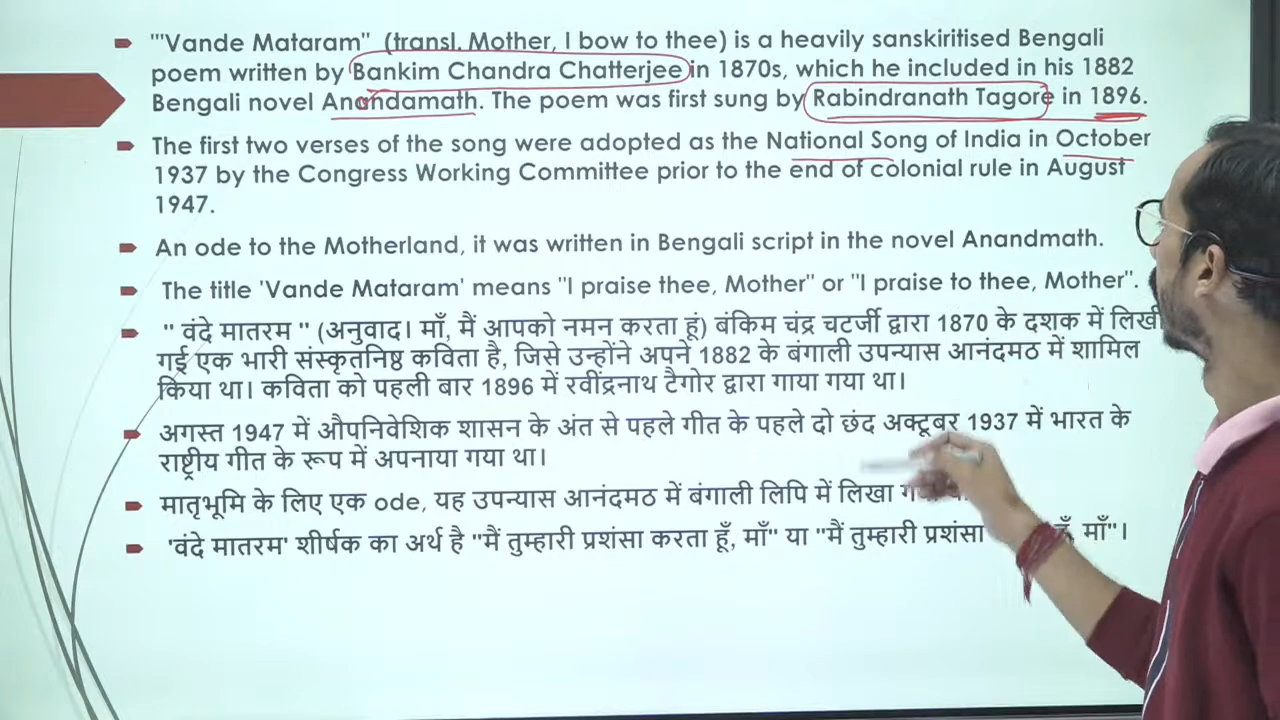 "'Vande Mataram" (transl. Mother, I bow to thee) is a heavily sanskiritised Bengali
poem written by Bankim Chandra Chatterjee in 1870s, which he included in his 1882
Bengali novel Anandamath. The poem was first sung by Rabindranath Tagore in 1896.
The first two verses of the song were adopted as the National Song of India in October
1937 by the Congress Working Committee prior to the end of colonial rule in August
1947.
An ode to the Motherland, it was written in Bengali script in the novel Anandmath.
The title 'Vande Mataram' means "I praise thee, Mother" or "I praise to thee, Mother".
" वंदे मातरम " (अनुवाद। माँ, मैं आपको नमन करता हूं) बंकिम चंद्र चटर्जी द्वारा 1870 के दशक में लिखी
गई एक भारी संस्कृतनिष्ठ कविता है, जिसे उन्होंने अपने 1882 के बंगाली उपन्यास आनंदमठ में शामिल
किया था। कविता को पहली बार 1896 में रवींद्रनाथ टैगोर द्वारा गाया गया था।
अगस्त 1947 में औपनिवेशिक शासन के अंत से पहले गीत के पहले दो छंद अक्टूबर 1937 में भारत के
राष्ट्रीय गीत के रूप में अपनाया गया था।
मातृभूमि के लिए एक ode, यह उपन्यास आनंदमठ में बंगाली लिपि में लिखा
'वंदे मातरम' शीर्षक का अर्थ है "मैं तुम्हारी प्रशंसा करता हूँ, माँ" या "मैं तुम्हारी प्रशंसा माँ"।